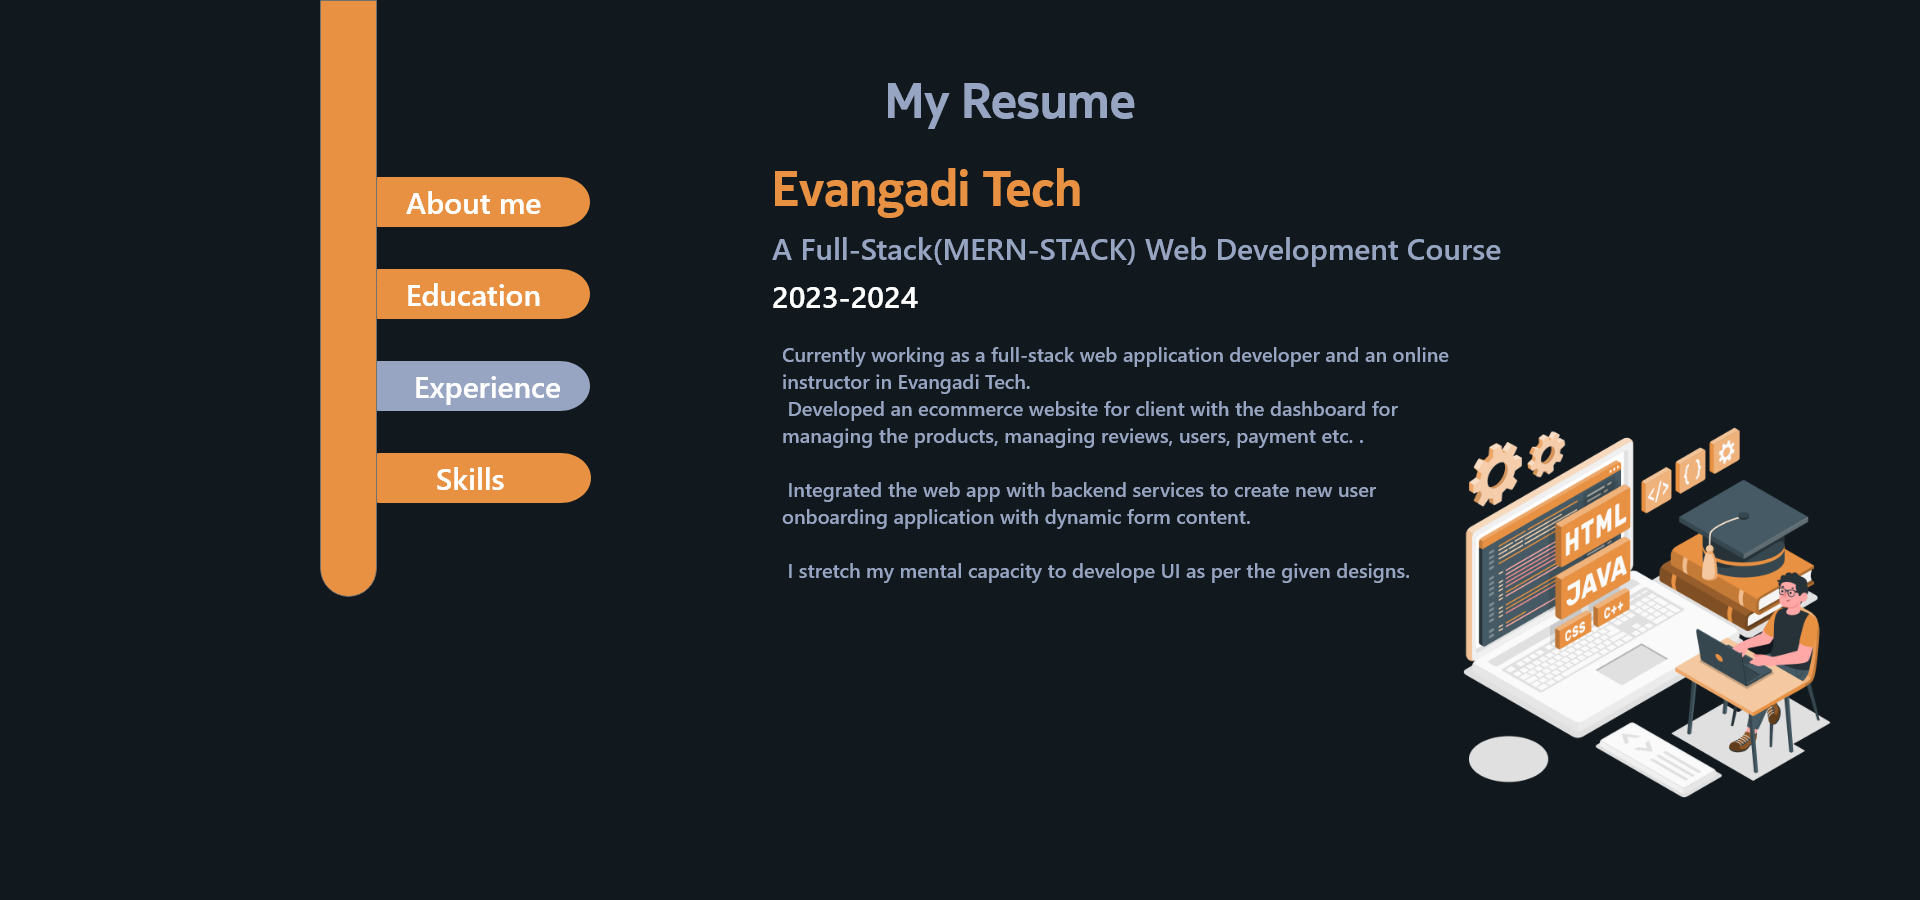 My Resume
About me
Education
Experience
Skills
Evangadi Tech
A Full-Stack(MERN-STACK) Web Development Course
2023-2024
Currently working as a full-stack web application developer and an online
instructor in Evangadi Tech.
Developed an ecommerce website for client with the dashboard for
managing the products, managing reviews, users, payment etc. .
Integrated the web app with backend services to create new user
onboarding application with dynamic form content.
I stretch my mental capacity to develope UI as per the given designs.
</>
{ }
HTML
JAVA
CSS
C++
< >